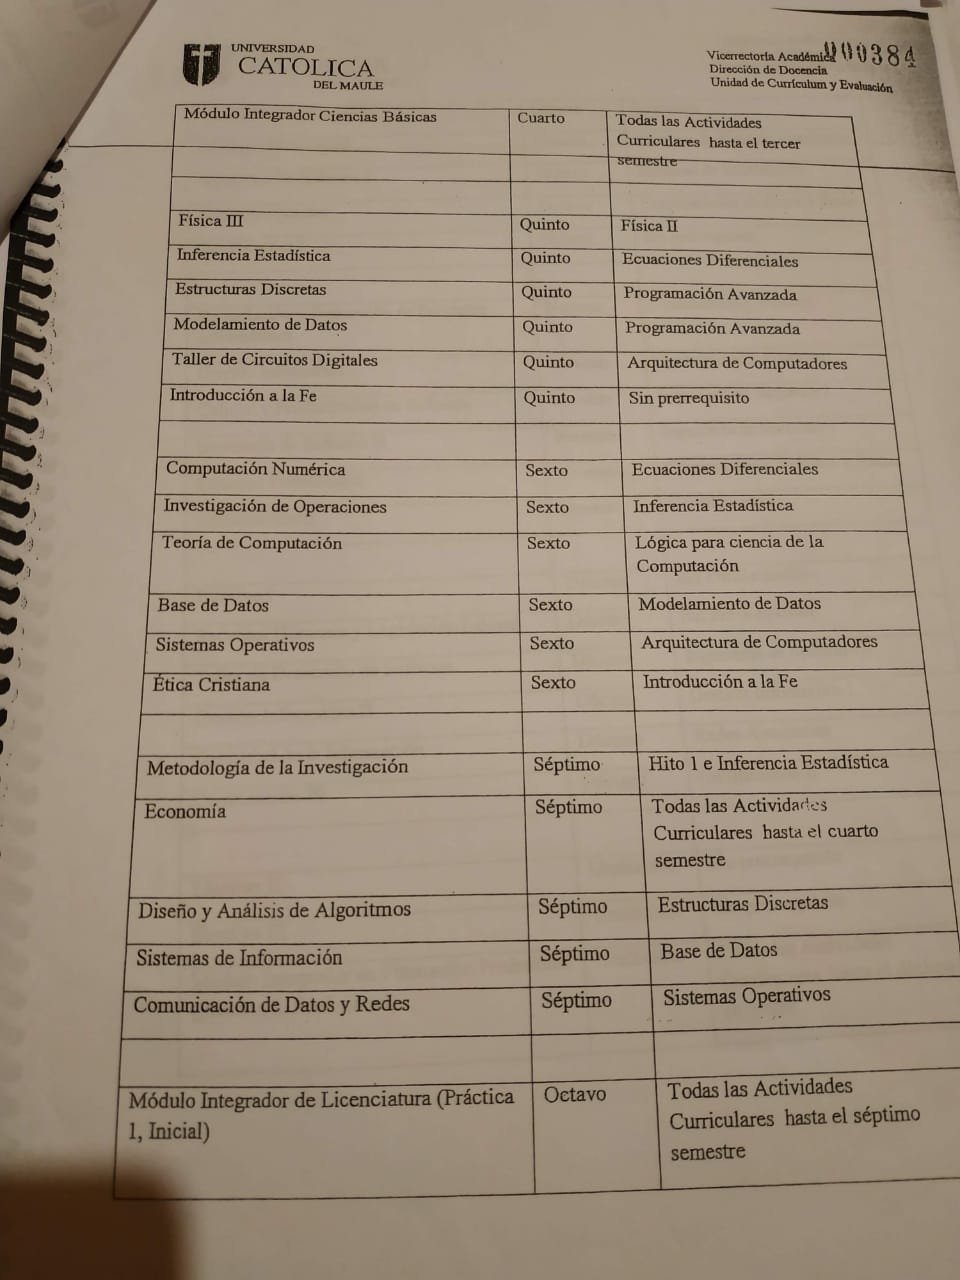 UNIVERSIDAD
CATOLICA
DEL MAULE
Vicerrectoría Académica 000384
Dirección de Docencia
Unidad de Currículum y Evaluación
Módulo Integrador Ciencias Básicas Cuarto Todas las Actividades
Curriculares hasta el tercer
semestre
Física III Quinto Física II
Inferencia Estadística Quinto Ecuaciones Diferenciales
Estructuras Discretas Quinto Programación Avanzada
Modelamiento de Datos Quinto Programación Avanzada
Taller de Circuitos Digitales Quinto Arquitectura de Computadores
Introducción a la Fe Quinto Sin prerrequisito
Computación Numérica Sexto Ecuaciones Diferenciales
Investigación de Operaciones Sexto Inferencia Estadística
Teoría de Computación Sexto Lógica para ciencia de la
Computación
Base de Datos Sexto Modelamiento de Datos
Sistemas Operativos Sexto Arquitectura de Computadores
Ética Cristiana Sexto Introducción a la Fe
Metodología de la Investigación Séptimo Hito 1 e Inferencia Estadística
Economía Séptimo Todas las Actividades
Curriculares hasta el cuarto
semestre
Diseño y Análisis de Algoritmos Séptimo Estructuras Discretas
Sistemas de Información Séptimo Base de Datos
Comunicación de Datos y Redes Séptimo Sistemas Operativos
Módulo Integrador de Licenciatura (Práctica Octavo Todas las Actividades
1, Inicial) Curriculares hasta el séptimo
semestre